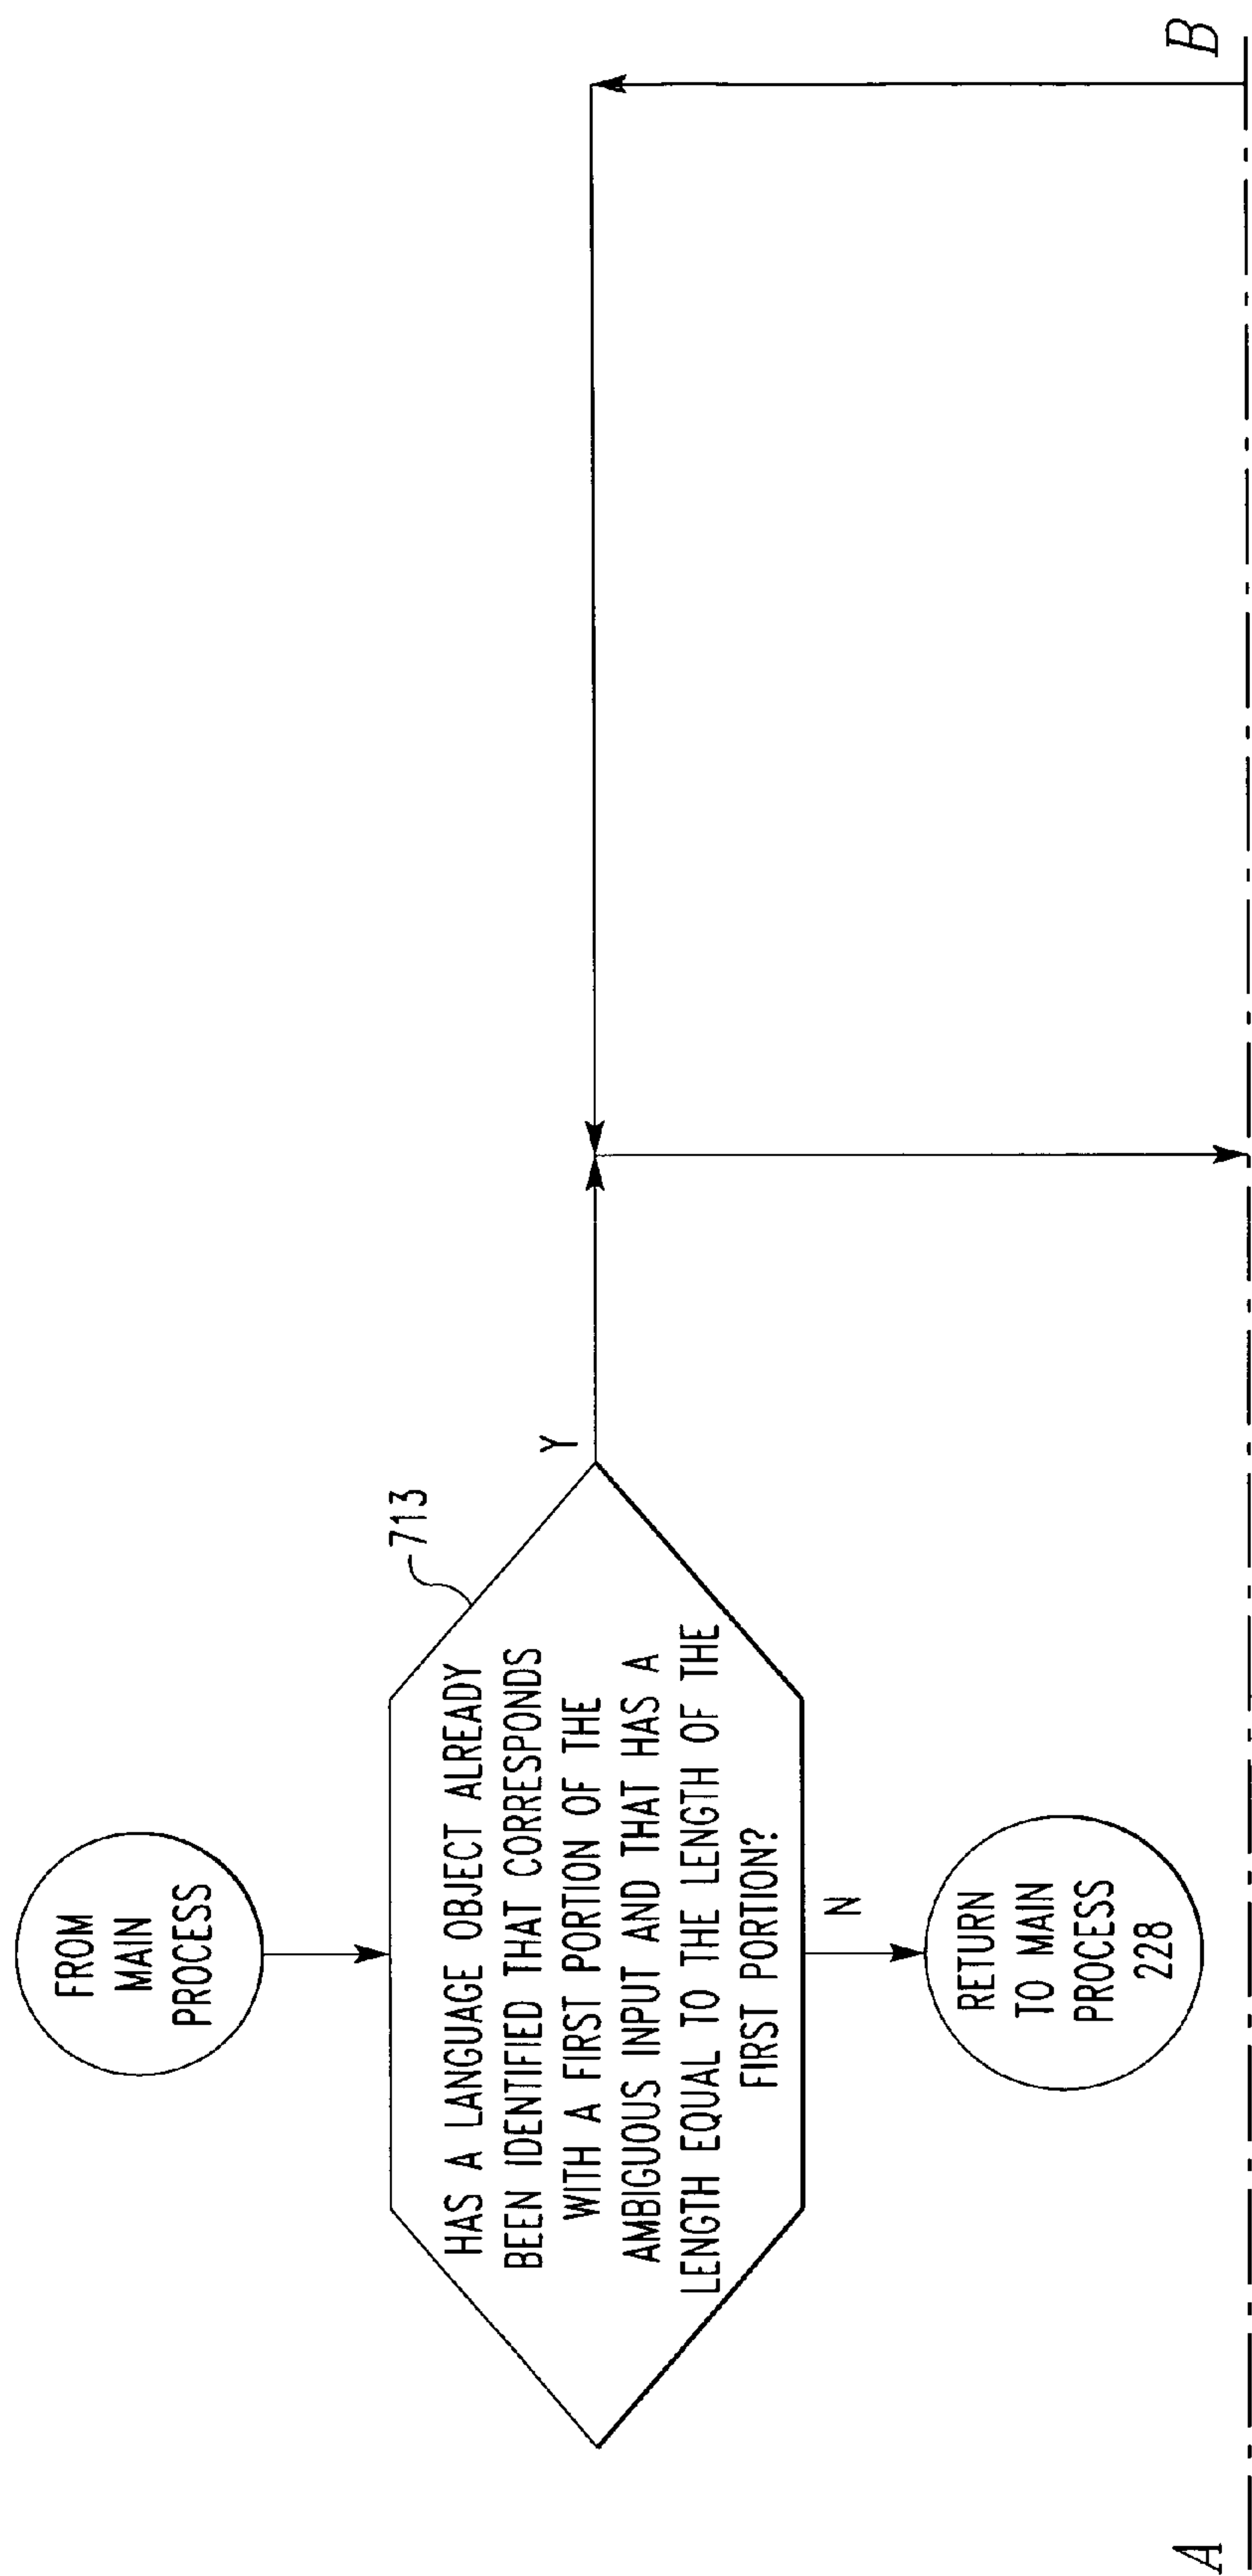 FROM
MAIN
PROCESS
713
HAS A LANGUAGE OBJECT ALREADY
BEEN IDENTIFIED THAT CORRESPONDS
WITH A FIRST PORTION OF THE
AMBIGUOUS INPUT AND THAT HAS A
LENGTH EQUAL TO THE LENGTH OF THE
FIRST PORTION?
Y
N
RETURN
TO MAIN
PROCESS
228
A
B